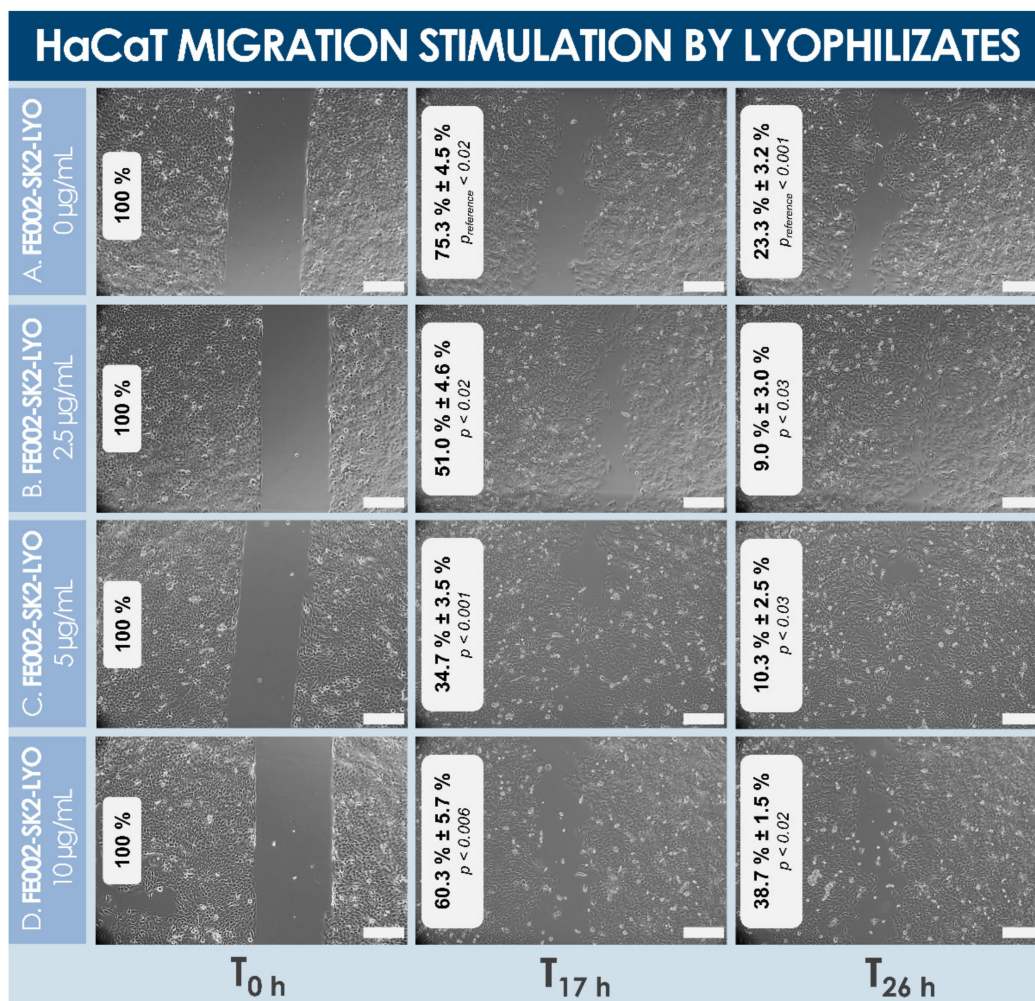 HaCaT MIGRATION STIMULATION BY LYOPHILIZATES
A. FE002-SK2-LYO
0 µg/mL
100 %
75.3 % ± 4.5 %
p_reference < 0.02
23.3 % ± 3.2 %
p_reference < 0.001
B. FE002-SK2-LYO
2.5 µg/mL
100 %
51.0 % ± 4.6 %
p < 0.02
9.0 % ± 3.0 %
p < 0.03
C. FE002-SK2-LYO
5 µg/mL
100 %
34.7 % ± 3.5 %
p < 0.001
10.3 % ± 2.5 %
p < 0.03
D. FE002-SK2-LYO
10 µg/mL
100 %
60.3 % ± 5.7 %
p < 0.006
38.7 % ± 1.5 %
p < 0.02
T0 h
T17 h
T26 h